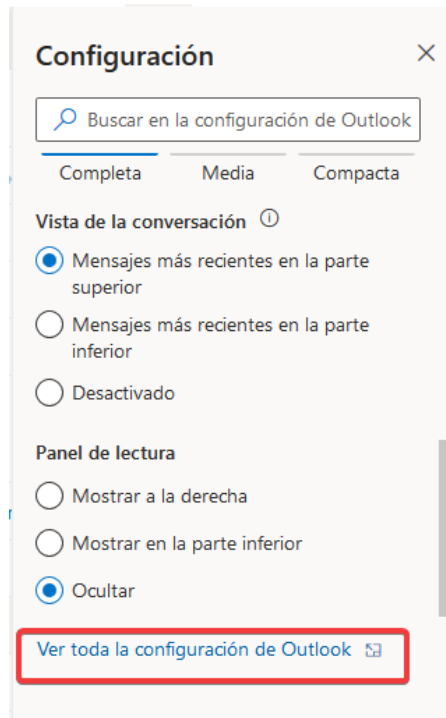 Configuración
Buscar en la configuración de Outlook
Completa Media Compacta
Vista de la conversación
Mensajes más recientes en la parte
superior
Mensajes más recientes en la parte
inferior
Desactivado
Panel de lectura
Mostrar a la derecha
Mostrar en la parte inferior
Ocultar
Ver toda la configuración de Outlook